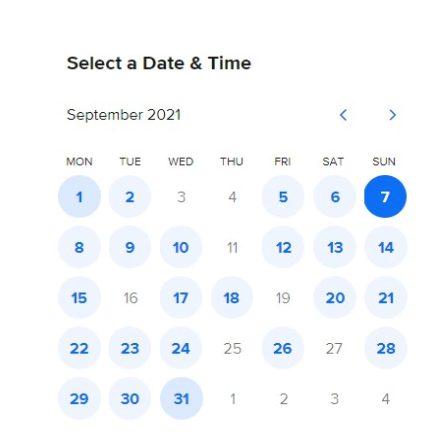 Select a Date & Time
September 2021
MON TUE WED THU FRI SAT SUN
1 2 3 4 5 6 7
8 9 10 11 12 13 14
15 16 17 18 19 20 21
22 23 24 25 26 27 28
29 30 31 1 2 3 4